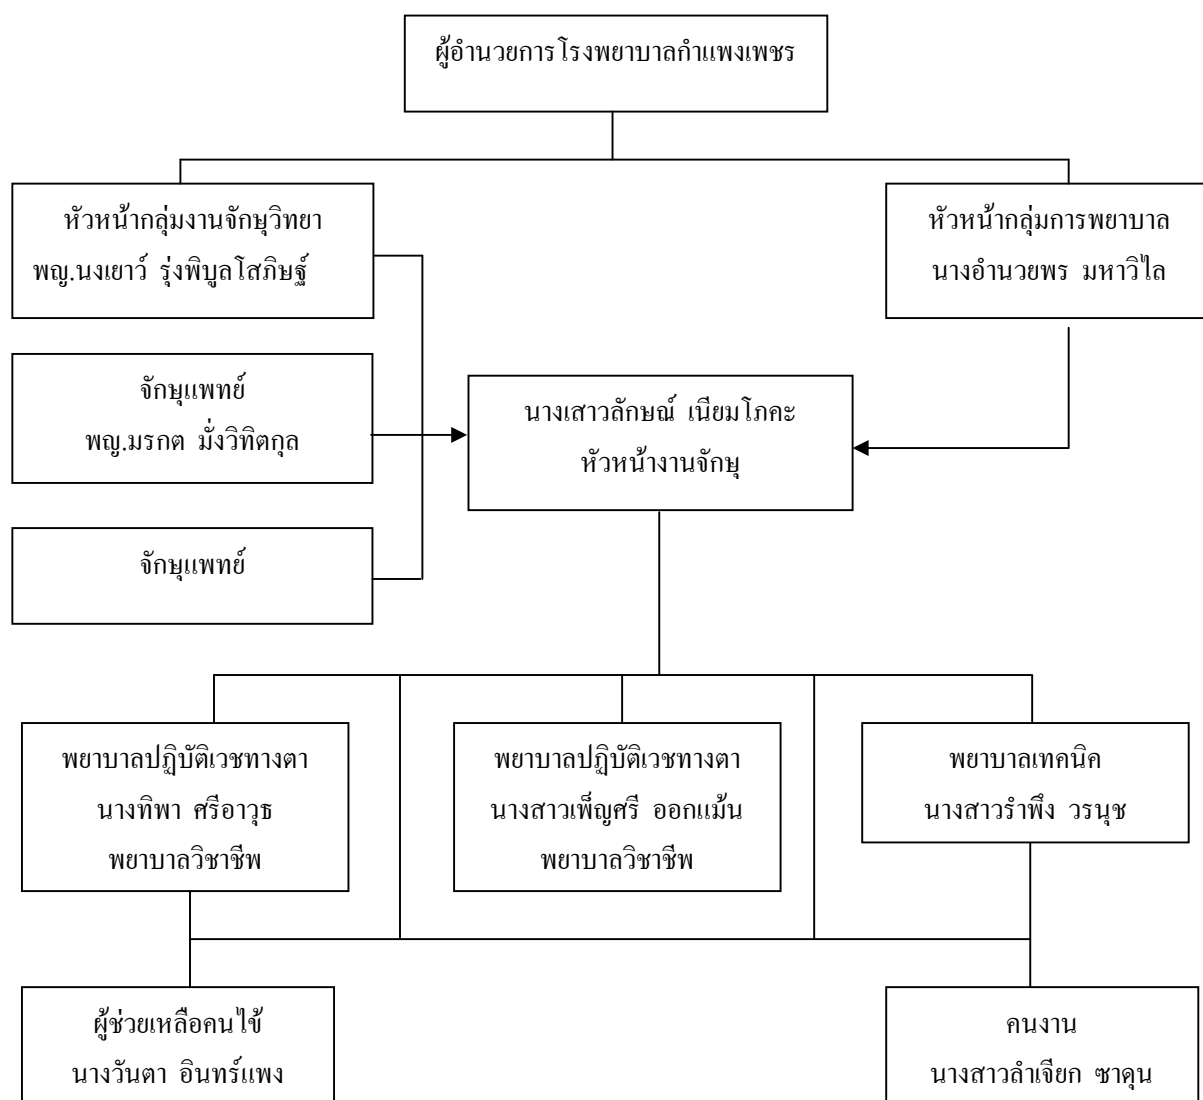 ผู้อำนวยการโรงพยาบาลกำแพงเพชร
หัวหน้ากลุ่มงานจักษุวิทยา
พญ.นงเยาว์ รุ่งพิบูลโสภิษฐ์
หัวหน้ากลุ่มการพยาบาล
นางอำนวยพร มหาวิไล
จักษุแพทย์
พญ.มรกต มั่งวิทิตกุล
นางเสาวลักษณ์ เนียมโภคะ
หัวหน้างานจักษุ
จักษุแพทย์
พยาบาลปฏิบัติเวชทางตา
นางทิพา ศรีอาวุธ
พยาบาลวิชาชีพ
พยาบาลปฏิบัติเวชทางตา
นางสาวเพ็ญศรี ออกแม้น
พยาบาลวิชาชีพ
พยาบาลเทคนิค
นางสาวรำพึง วรนุช
ผู้ช่วยเหลือคนไข้
นางวันตา อินทร์แพง
คนงาน
นางสาวลำเจียก ซาดุน